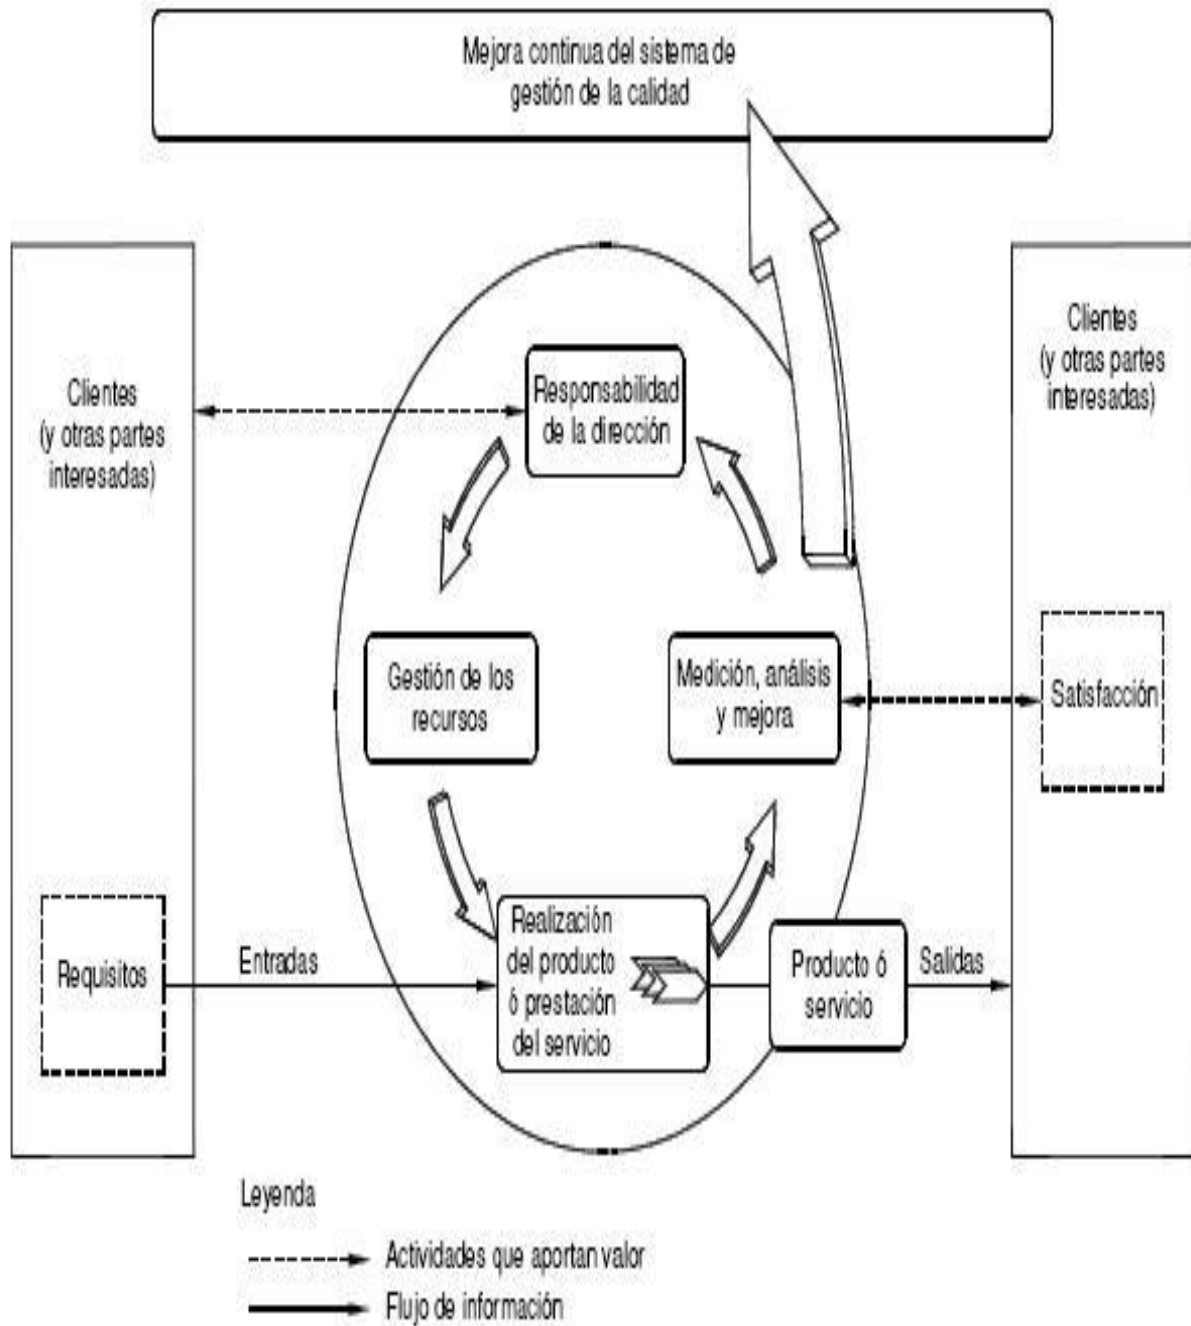 Mejora continua del sistema de
gestión de la calidad
Clientes
(y otras partes
interesadas)
Clientes
(y otras partes
interesadas)
Responsabilidad
de la dirección
Gestión de los
recursos
Medición, análisis
y mejora
Satisfacción
Requisitos
Entradas
Realización
del producto
ó prestación
del servicio
Producto ó
servicio
Salidas
Leyenda
Actividades que aportan valor
Flujo de información